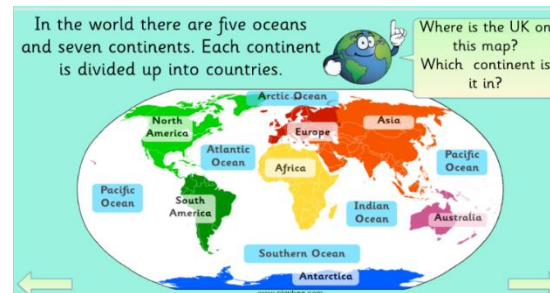 In the world there are five oceans
and seven continents. Each continent
is divided up into countries.
Where is the UK on
this map?
Which continent is
it in?
Arctic Ocean
North
America
Europe
Asia
Atlantic
Ocean
Africa
Pacific
Ocean
Pacific
Ocean
South
America
Indian
Ocean
Australia
Southern Ocean
Antarctica